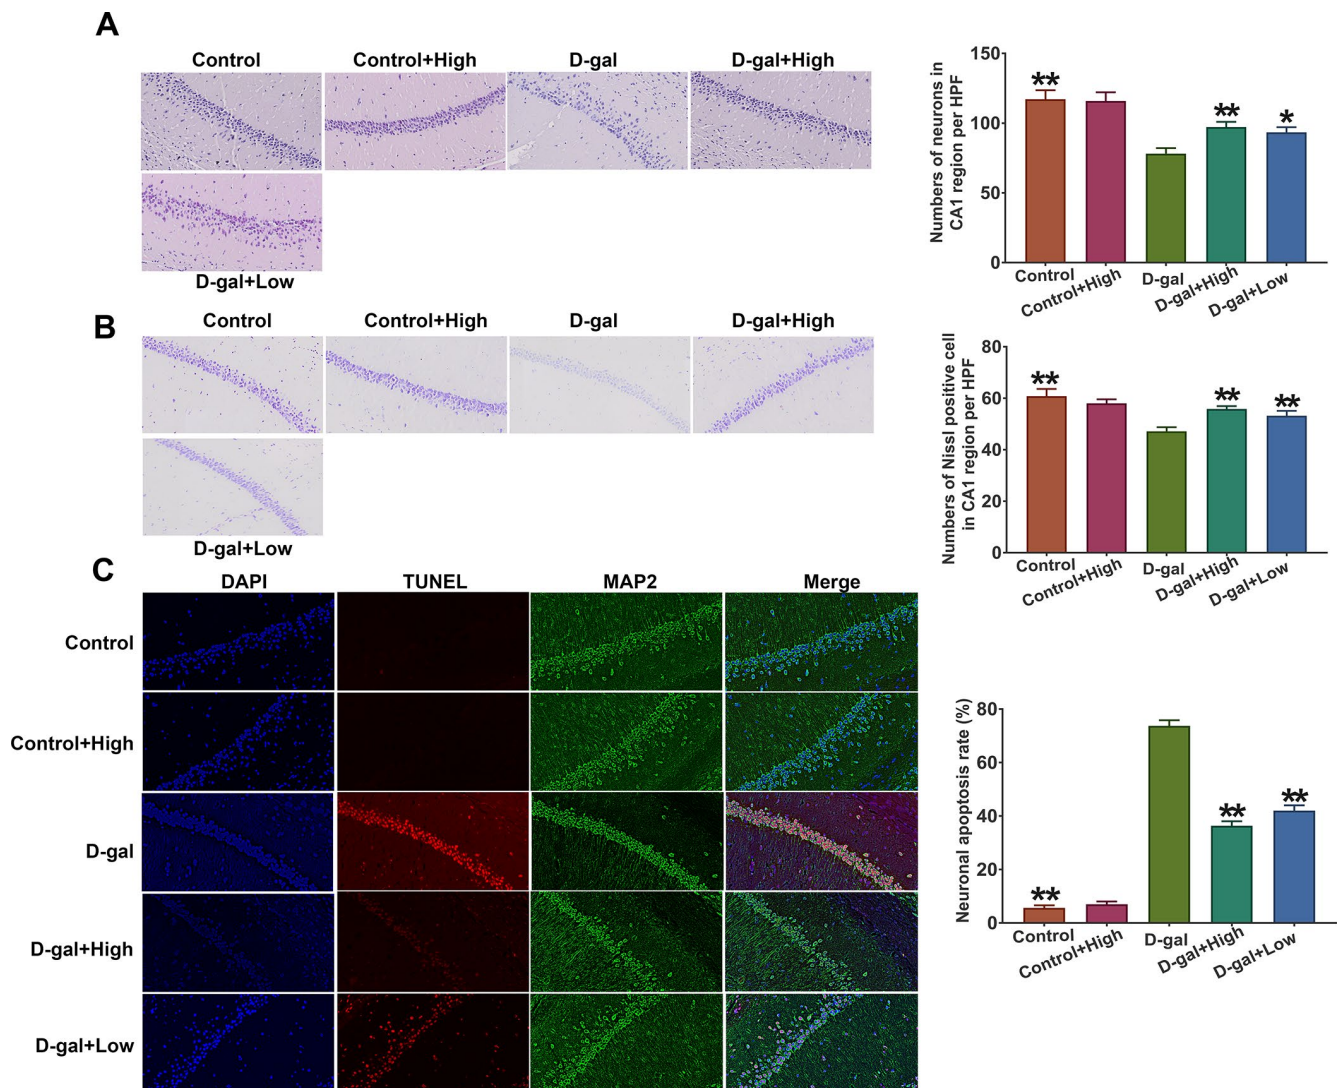 A
Control
Control+High
D-gal
D-gal+High
D-gal+Low
Numbers of neurons in
CA1 region per HPF
150
100
50
0
**
**
*
Control
Control+High
D-gal
D-gal+High
D-gal+Low
B
Control
Control+High
D-gal
D-gal+High
D-gal+Low
Numbers of Nissl positive cell
in CA1 region per HPF
80
60
40
20
0
**
**
**
Control
Control+High
D-gal
D-gal+High
D-gal+Low
C
DAPI
TUNEL
MAP2
Merge
Control
Control+High
D-gal
D-gal+High
D-gal+Low
Neuronal apoptosis rate (%)
80
60
40
20
0
**
**
**
Control
Control+High
D-gal
D-gal+High
D-gal+Low